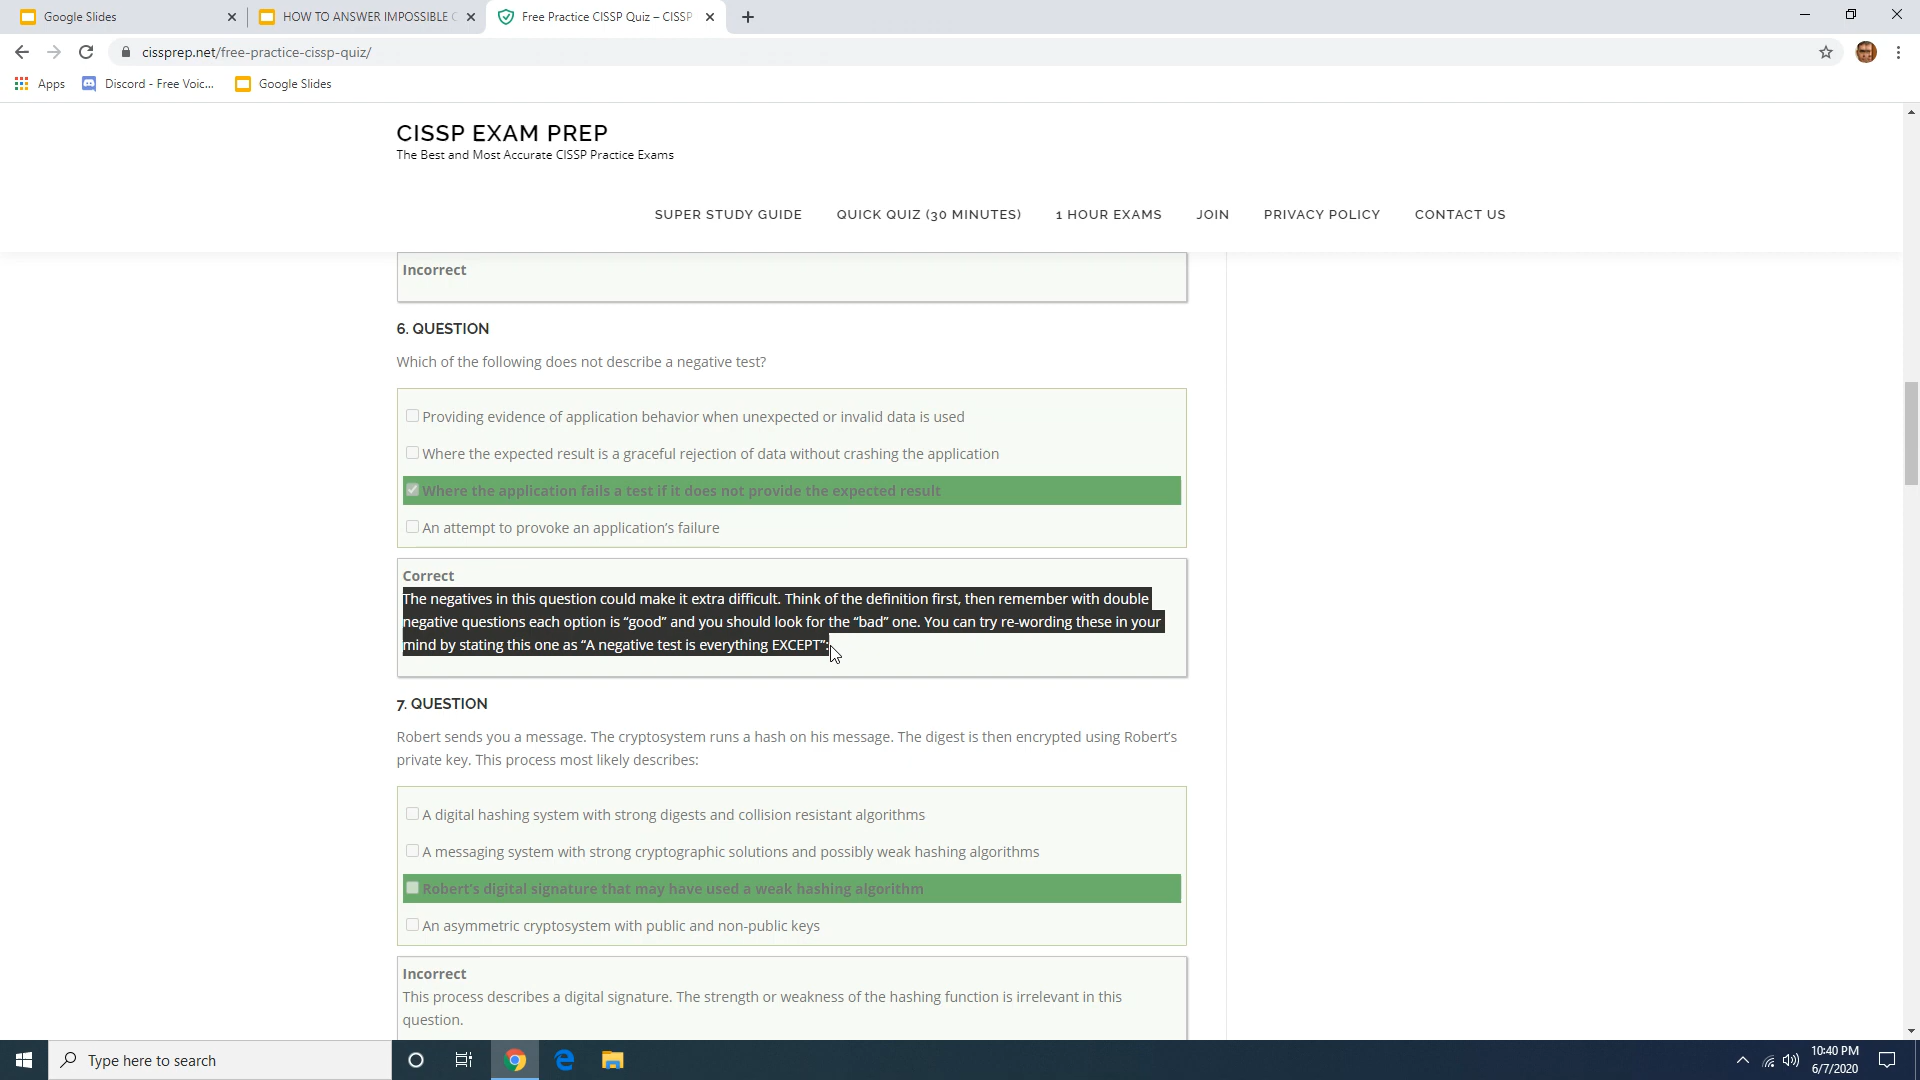 Google Slides
HOW TO ANSWER IMPOSSIBLE
Free Practice CISSP Quiz – CISSP
cissprep.net/free-practice-cissp-quiz/
Apps
Discord - Free Voic...
Google Slides
CISSP EXAM PREP
The Best and Most Accurate CISSP Practice Exams
SUPER STUDY GUIDE
QUICK QUIZ (30 MINUTES)
1 HOUR EXAMS
JOIN
PRIVACY POLICY
CONTACT US
Incorrect
6. QUESTION
Which of the following does not describe a negative test?
Providing evidence of application behavior when unexpected or invalid data is used
Where the expected result is a graceful rejection of data without crashing the application
Where the application fails a test if it does not provide the expected result
An attempt to provoke an application’s failure
Correct
The negatives in this question could make it extra difficult. Think of the definition first, then remember with double
negative questions each option is “good” and you should look for the “bad” one. You can try re-wording these in your
mind by stating this one as “A negative test is everything EXCEPT”:
7. QUESTION
Robert sends you a message. The cryptosystem runs a hash on his message. The digest is then encrypted using Robert’s
private key. This process most likely describes:
A digital hashing system with strong digests and collision resistant algorithms
A messaging system with strong cryptographic solutions and possibly weak hashing algorithms
Robert’s digital signature that may have used a weak hashing algorithm
An asymmetric cryptosystem with public and non-public keys
Incorrect
This process describes a digital signature. The strength or weakness of the hashing function is irrelevant in this
question.
Type here to search
10:40 PM
6/7/2020